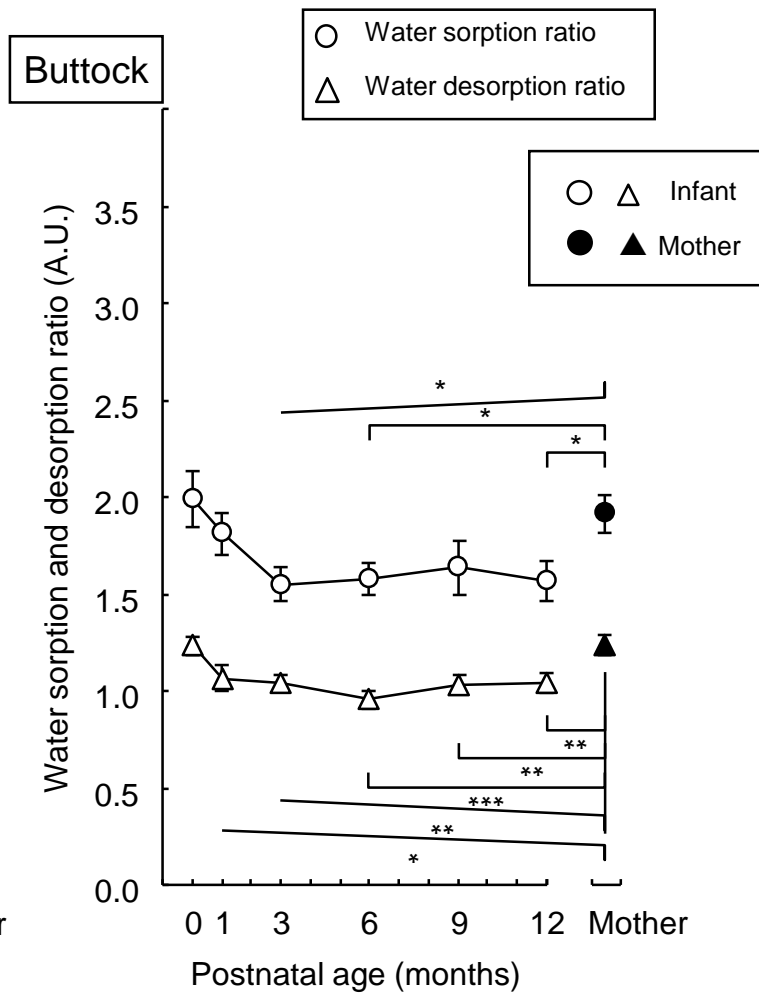 Water sorption ratio
Water desorption ratio
Buttock
Infant
Mother
Water sorption and desorption ratio (A.U.)
3.5
3.0
2.5
2.0
1.5
1.0
0.5
0.0
*
*
*
**
**
***
**
*
r
0 1 3 6 9 12 Mother
Postnatal age (months)